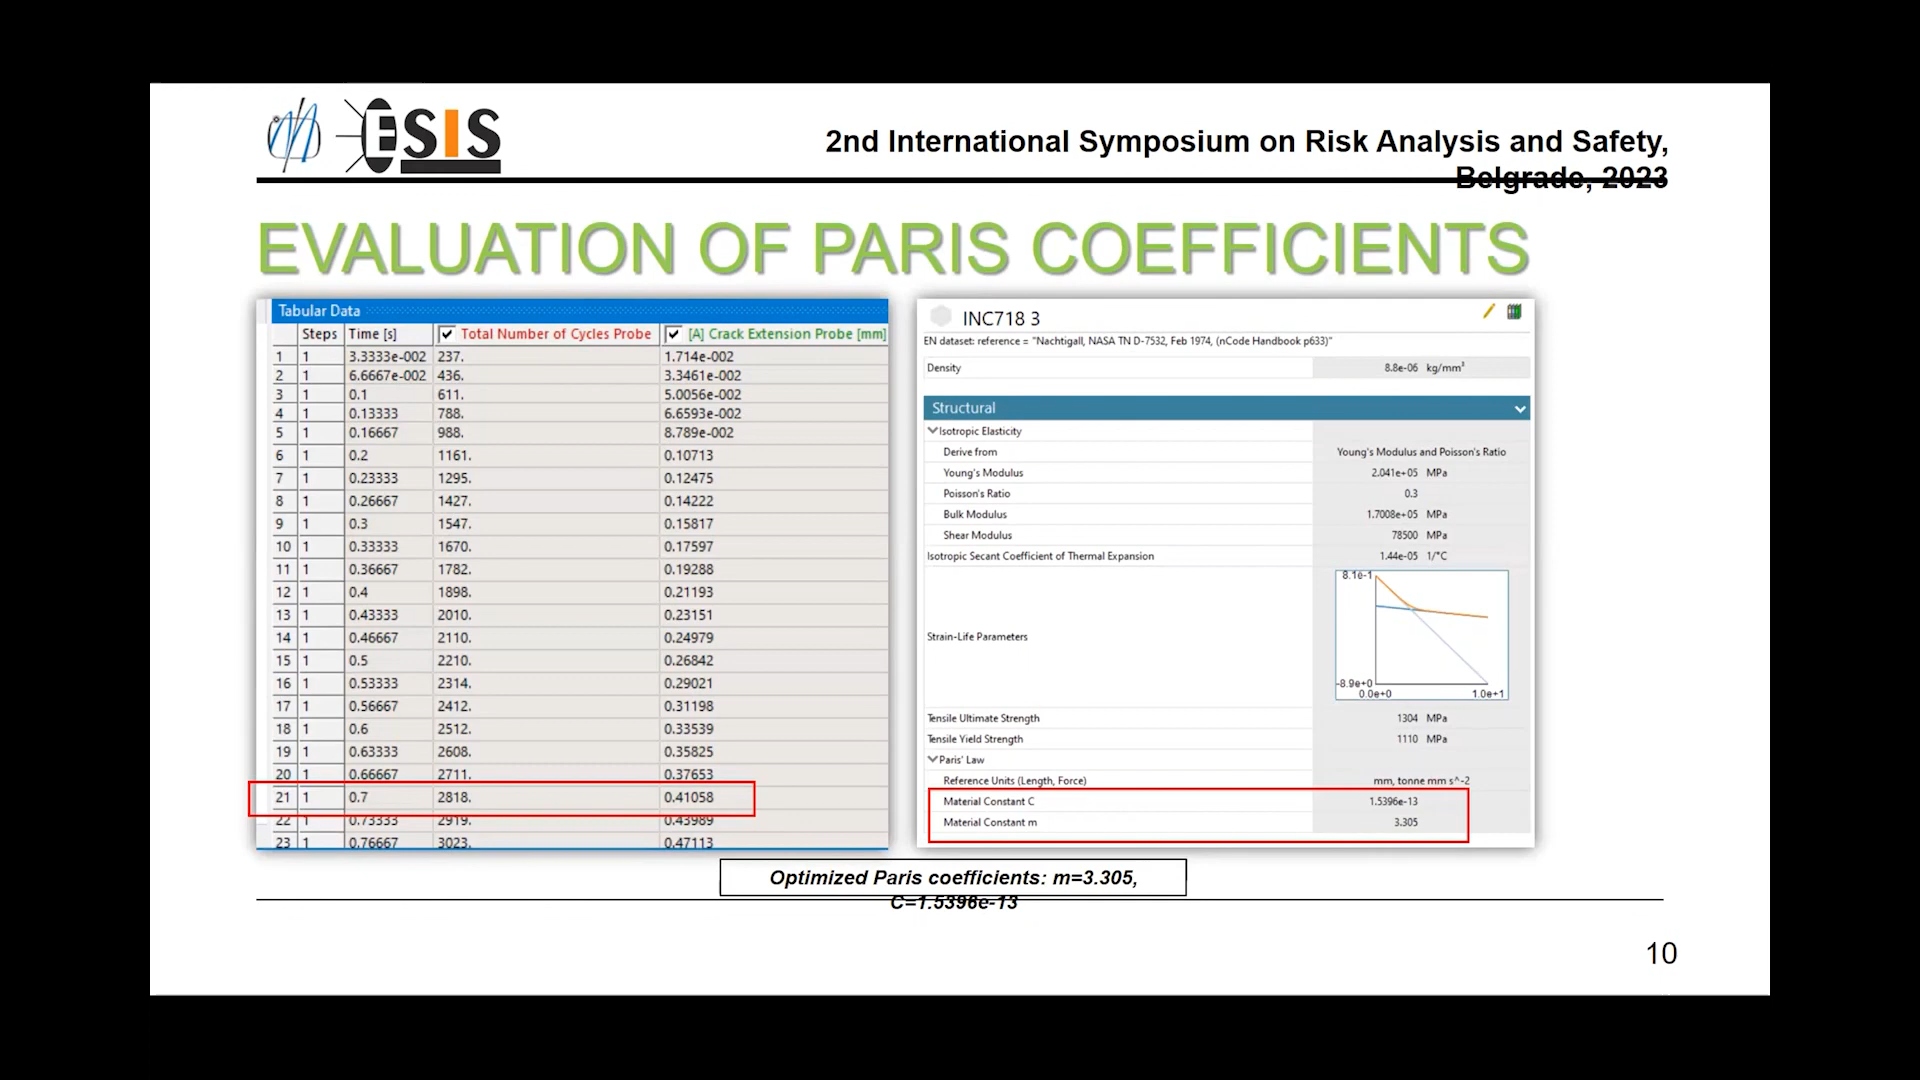 ESIS
2nd International Symposium on Risk Analysis and Safety,
Belgrade, 2023
EVALUATION OF PARIS COEFFICIENTS
Tabular Data
Steps Time [s] Total Number of Cycles Probe [A] Crack Extension Probe [mm]
1 1 3.3333e-002 237. 1.714e-002
2 1 6.6667e-002 436. 3.3461e-002
3 1 0.1 611. 5.0056e-002
4 1 0.13333 788. 6.6593e-002
5 1 0.16667 988. 8.789e-002
6 1 0.2 1161. 0.10713
7 1 0.23333 1295. 0.12475
8 1 0.26667 1427. 0.14222
9 1 0.3 1547. 0.15817
10 1 0.33333 1670. 0.17597
11 1 0.36667 1782. 0.19288
12 1 0.4 1898. 0.21193
13 1 0.43333 2010. 0.23151
14 1 0.46667 2110. 0.24979
15 1 0.5 2210. 0.26842
16 1 0.53333 2314. 0.29021
17 1 0.56667 2412. 0.31198
18 1 0.6 2512. 0.33539
19 1 0.63333 2608. 0.35825
20 1 0.66667 2711. 0.37653
21 1 0.7 2818. 0.41058
22 1 0.73333 2919. 0.43989
23 1 0.76667 3023. 0.47113
INC718 3
EN dataset: reference = "Nachtigall, NASA TN D-7532, Feb 1974, (nCode Handbook p633)"
Density 8.8e-06 kg/mm³
Structural
Isotropic Elasticity
Derive from Young's Modulus and Poisson's Ratio
Young's Modulus 2.041e+05 MPa
Poisson's Ratio 0.3
Bulk Modulus 1.7008e+05 MPa
Shear Modulus 78500 MPa
Isotropic Secant Coefficient of Thermal Expansion 1.44e-05 1/°C
8.1e-1
Strain-Life Parameters
-8.9e+0
0.0e+0 1.0e+1
Tensile Ultimate Strength 1304 MPa
Tensile Yield Strength 1110 MPa
Paris' Law
Reference Units (Length, Force) mm, tonne mm s^-2
Material Constant C 1.5396e-13
Material Constant m 3.305
Optimized Paris coefficients: m=3.305,
C=1.5396e-13
10